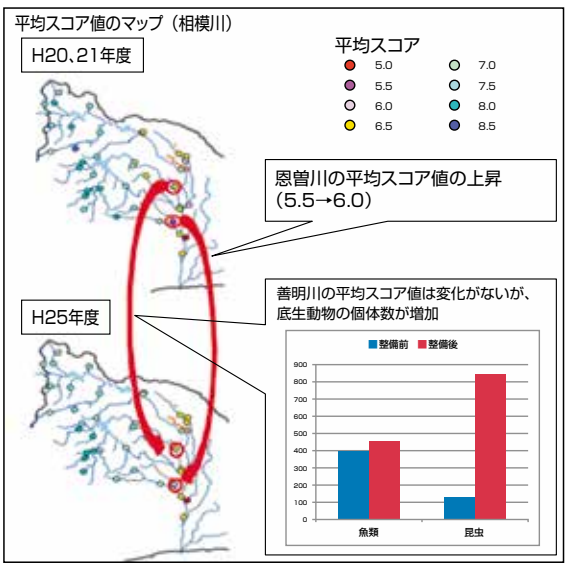 平均スコア値のマップ（相模川）
H20、21年度
平均スコア
5.0
5.5
6.0
6.5
7.0
7.5
8.0
8.5
恩曽川の平均スコア値の上昇
（5.5→6.0）
H25年度
善明川の平均スコア値は変化がないが、
底生動物の個体数が増加
整備前 整備後
900
800
700
600
500
400
300
200
100
0
魚類 昆虫